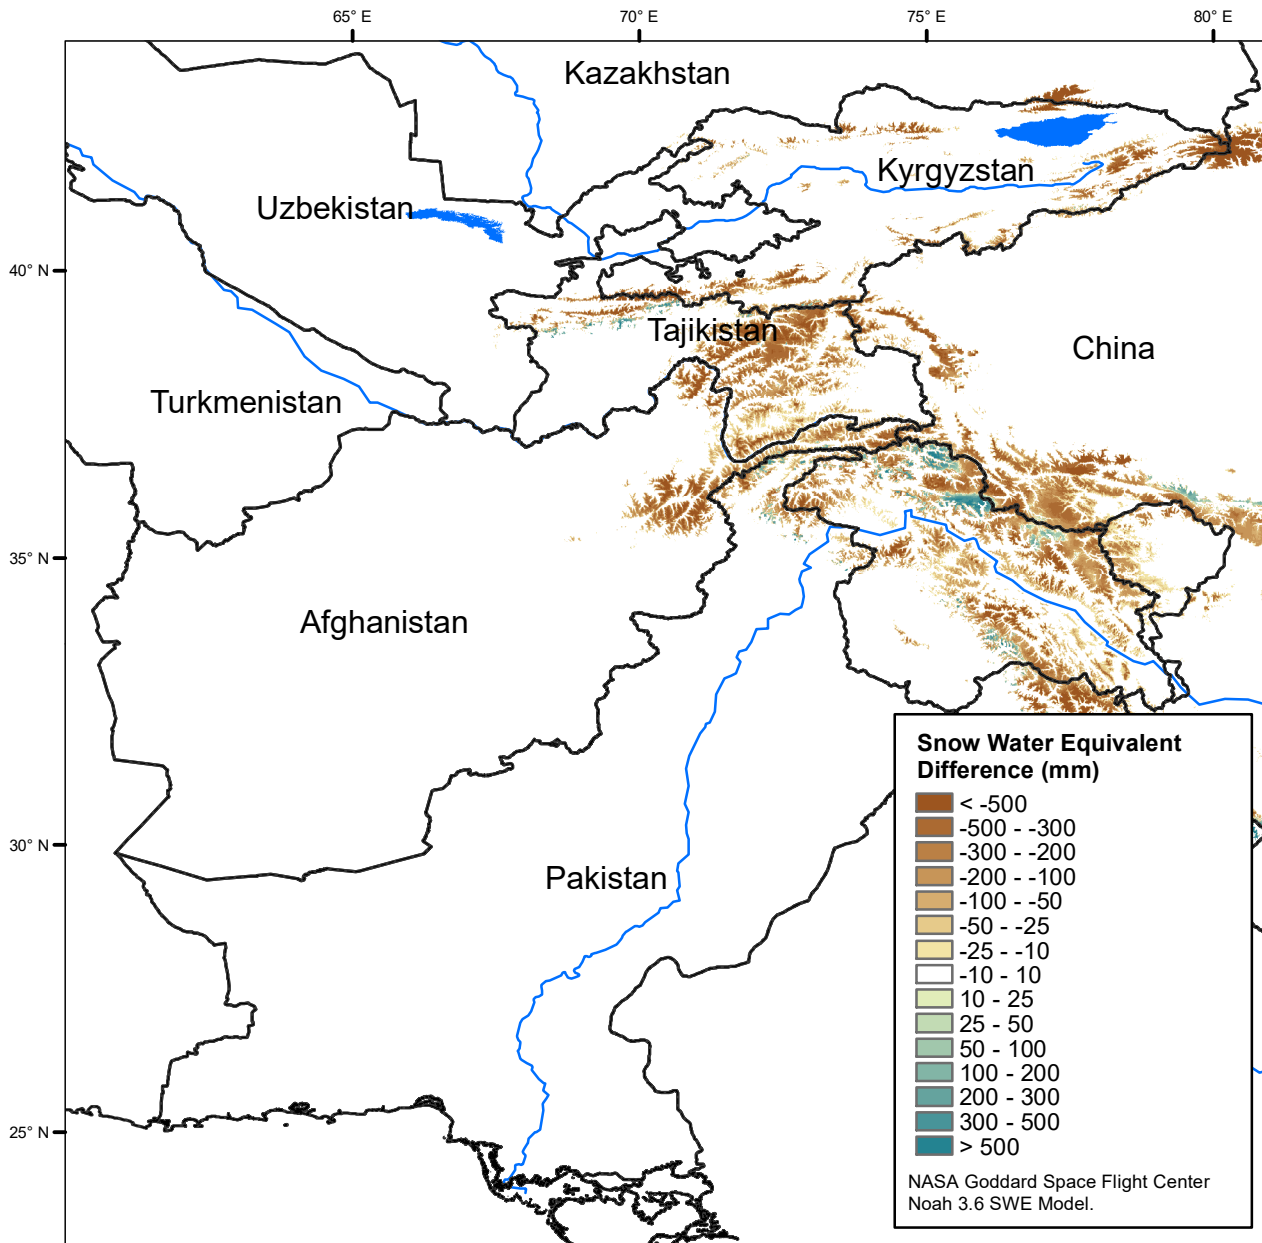 65° E
70° E
75° E
80° E
Kazakhstan
Kyrgyzstan
Uzbekistan
40° N
Tajikistan
China
Turkmenistan
35° N
Afghanistan
30° N
Pakistan
25° N
Snow Water Equivalent
Difference (mm)
< -500
-500 - -300
-300 - -200
-200 - -100
-100 - -50
-50 - -25
-25 - -10
-10 - 10
10 - 25
25 - 50
50 - 100
100 - 200
200 - 300
300 - 500
> 500
NASA Goddard Space Flight Center
Noah 3.6 SWE Model.